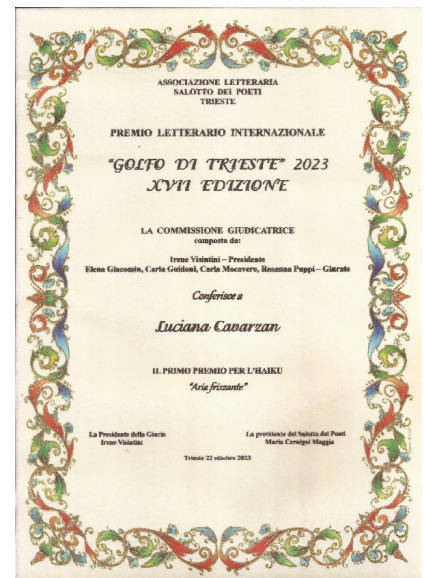 ASSOCIAZIONE LETTERARIA
SALOTTO DEI POETI
TRIESTE
PREMIO LETTERARIO INTERNAZIONALE
"GOLFO DI TRIESTE" 2023
XVII EDIZIONE
LA COMMISSIONE GIUDICATRICE
composta da:
Irene Visintini – Presidente
Elena Giacomin, Carla Guidoni, Carla Mocavero, Rosanna Puppi – Giurate
Conferisce a
Luciana Cavarzan
IL PRIMO PREMIO PER L'HAIKU
"Aria frizzante"
La Presidente della Giuria
Irene Visintini
La presidente del Salotto dei Poeti
Maria Cernigoi Maggio
Trieste 22 ottobre 2023